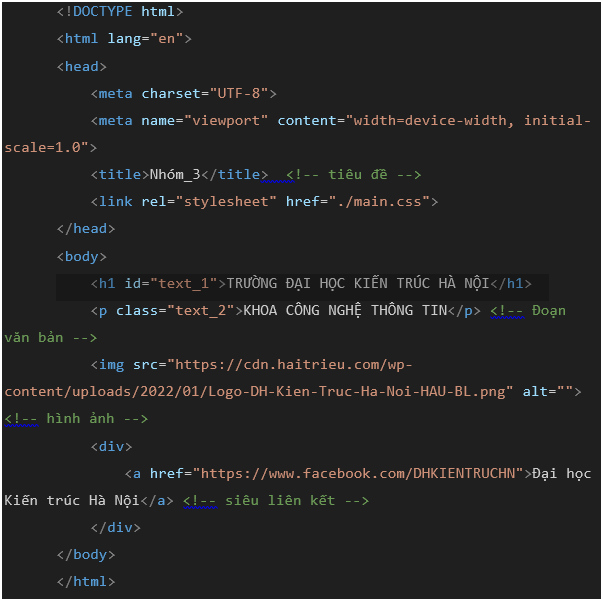 <!DOCTYPE html>
<html lang="en">
<head>
<meta charset="UTF-8">
<meta name="viewport" content="width=device-width, initial-
scale=1.0">
<title>Nhóm_3</title> <!-- tiêu đề -->
<link rel="stylesheet" href="./main.css">
</head>
<body>
<h1 id="text_1">TRƯỜNG ĐẠI HỌC KIẾN TRÚC HÀ NỘI</h1>
<p class="text_2">KHOA CÔNG NGHỆ THÔNG TIN</p> <!-- Đoạn
văn bản -->
<img src="https://cdn.haitrieu.com/wp-
content/uploads/2022/01/Logo-DH-Kien-Truc-Ha-Noi-HAU-BL.png" alt="">
<!-- hình ảnh -->
<div>
<a href="https://www.facebook.com/DHKIENTRUCHN">Đại học
Kiến trúc Hà Nội</a> <!-- siêu liên kết -->
</div>
</body>
</html>